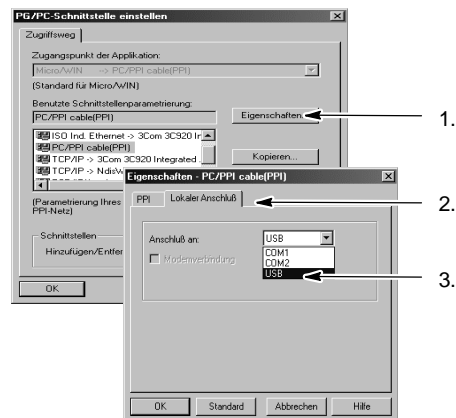 PG/PC-Schnittstelle einstellen
Zugriffsweg
Zugangspunkt der Applikation:
Micro/WIN -> PC/PPI cable(PPI)
(Standard für Micro/WIN)
Benutzte Schnittstellenparametrierung:
PC/PPI cable(PPI)
Eigenschaften...
1.
ISO Ind. Ethernet -> 3Com 3C920 In
PC/PPI cable(PPI)
TCP/IP -> 3Com 3C920 Integrated
TCP/IP -> NdisW
Kopieren...
(Parametrierung Ihres
PPI-Netz)
Schnittstellen
Hinzufügen/Entfer
OK
Eigenschaften - PC/PPI cable(PPI)
PPI
Lokaler Anschluß
2.
Anschluß an:
USB
Modemverbindung
COM1
COM2
USB
3.
OK
Standard
Abbrechen
Hilfe